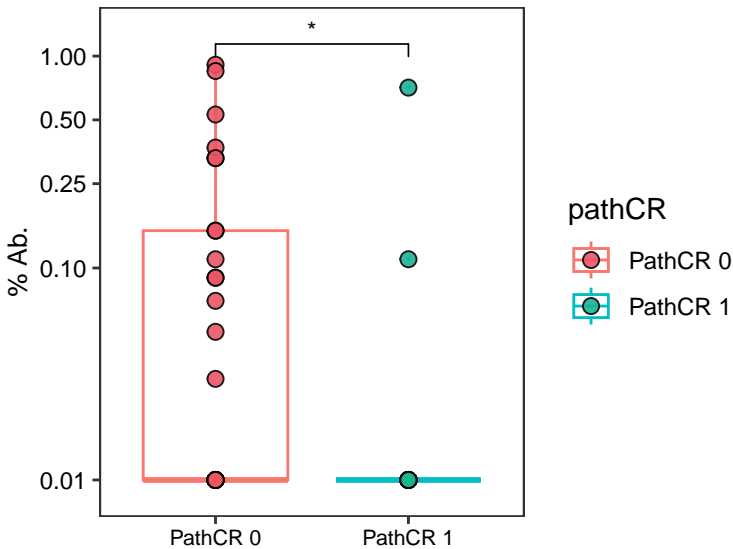 *
1.00
0.50
0.25
0.10
0.01
% Ab.
PathCR 0
PathCR 1
pathCR
PathCR 0
PathCR 1